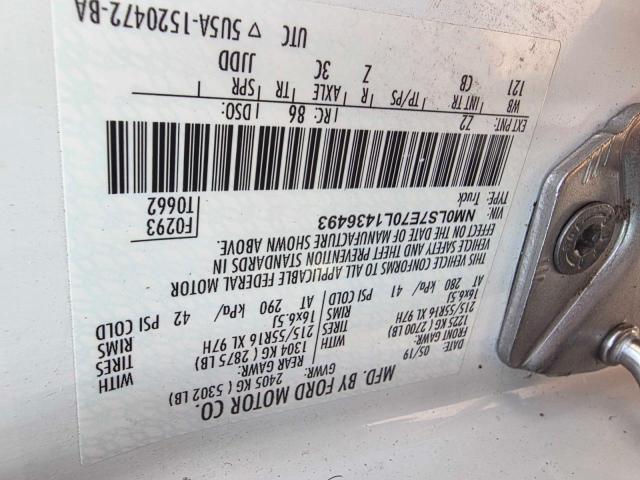 MFD. BY FORD MOTOR CO.
DATE: 05/19 GVWR: 2405 KG ( 5302 LB)
FRONT GAWR: REAR GAWR: WITH
1225 KG ( 2700 LB) 1304 KG ( 2875 LB) TIRES
215/55R16 XL 97H 215/55R16 XL 97H RIMS
16x6.5J 16x6.5J
AT 280 kPa/ 41 PSI COLD AT 290 kPa/ 42 PSI COLD
THIS VEHICLE CONFORMS TO ALL APPLICABLE FEDERAL MOTOR
VEHICLE SAFETY AND THEFT PREVENTION STANDARDS IN
EFFECT ON THE DATE OF MANUFACTURE SHOWN ABOVE.
VIN: NM0LS7E70L1436493 F0293
TYPE: Truck T0662
EXT PNT: Z2 RC: 86 DSO:
WB INT TR TP/PS R AXLE TR SPR
121 CB Z 3C JJDD
UTC ▽ 5U5A-1520472-BA